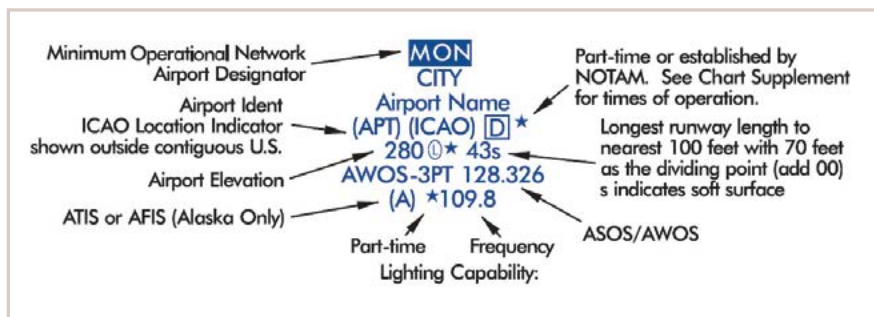 Minimum Operational Network
Airport Designator
Airport Ident
ICAO Location Indicator
shown outside contiguous U.S.
Airport Elevation
ATIS or AFIS (Alaska Only)
MON
CITY
Airport Name
(APT) (ICAO) D ★
280 Ⓛ★ 43s
AWOS-3PT 128.326
(A) ★109.8
Part-time
Frequency
Lighting Capability:
Part-time or established by
NOTAM. See Chart Supplement
for times of operation.
Longest runway length to
nearest 100 feet with 70 feet
as the dividing point (add 00)
s indicates soft surface
ASOS/AWOS